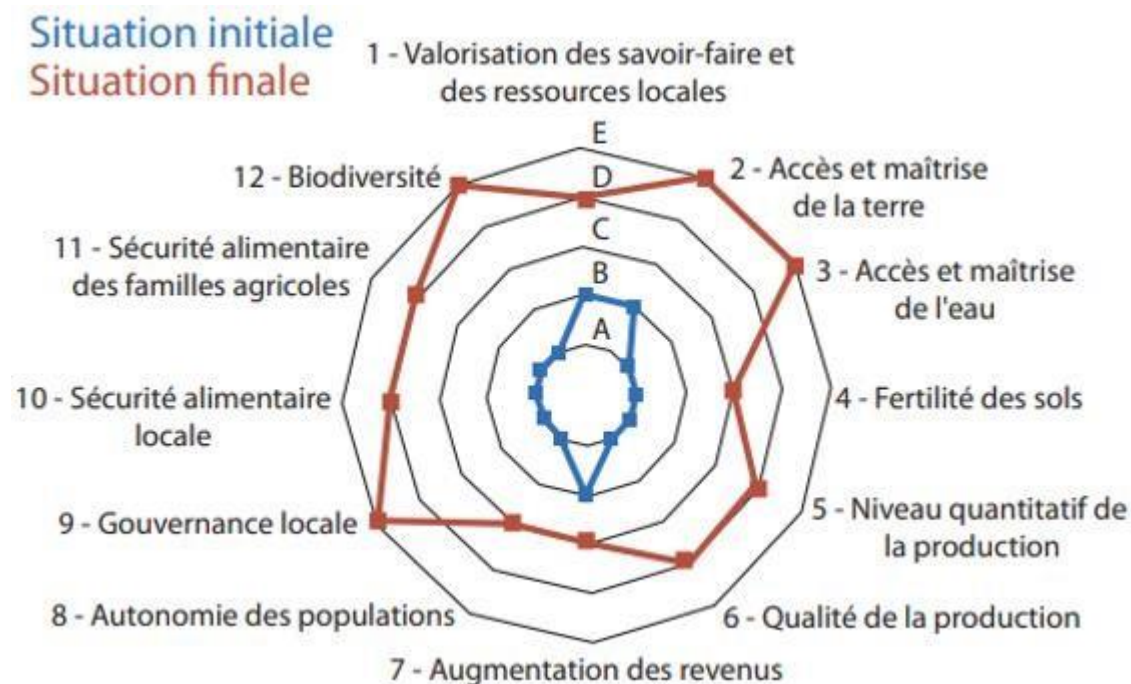 Situation initiale
Situation finale
1 - Valorisation des savoir-faire et
des ressources locales
E
D
C
B
A
2 - Accès et maîtrise
de la terre
3 - Accès et maîtrise
de l'eau
4 - Fertilité des sols
5 - Niveau quantitatif de
la production
6 - Qualité de la production
7 - Augmentation des revenus
8 - Autonomie des populations
9 - Gouvernance locale
10 - Sécurité alimentaire
locale
11 - Sécurité alimentaire
des familles agricoles
12 - Biodiversité